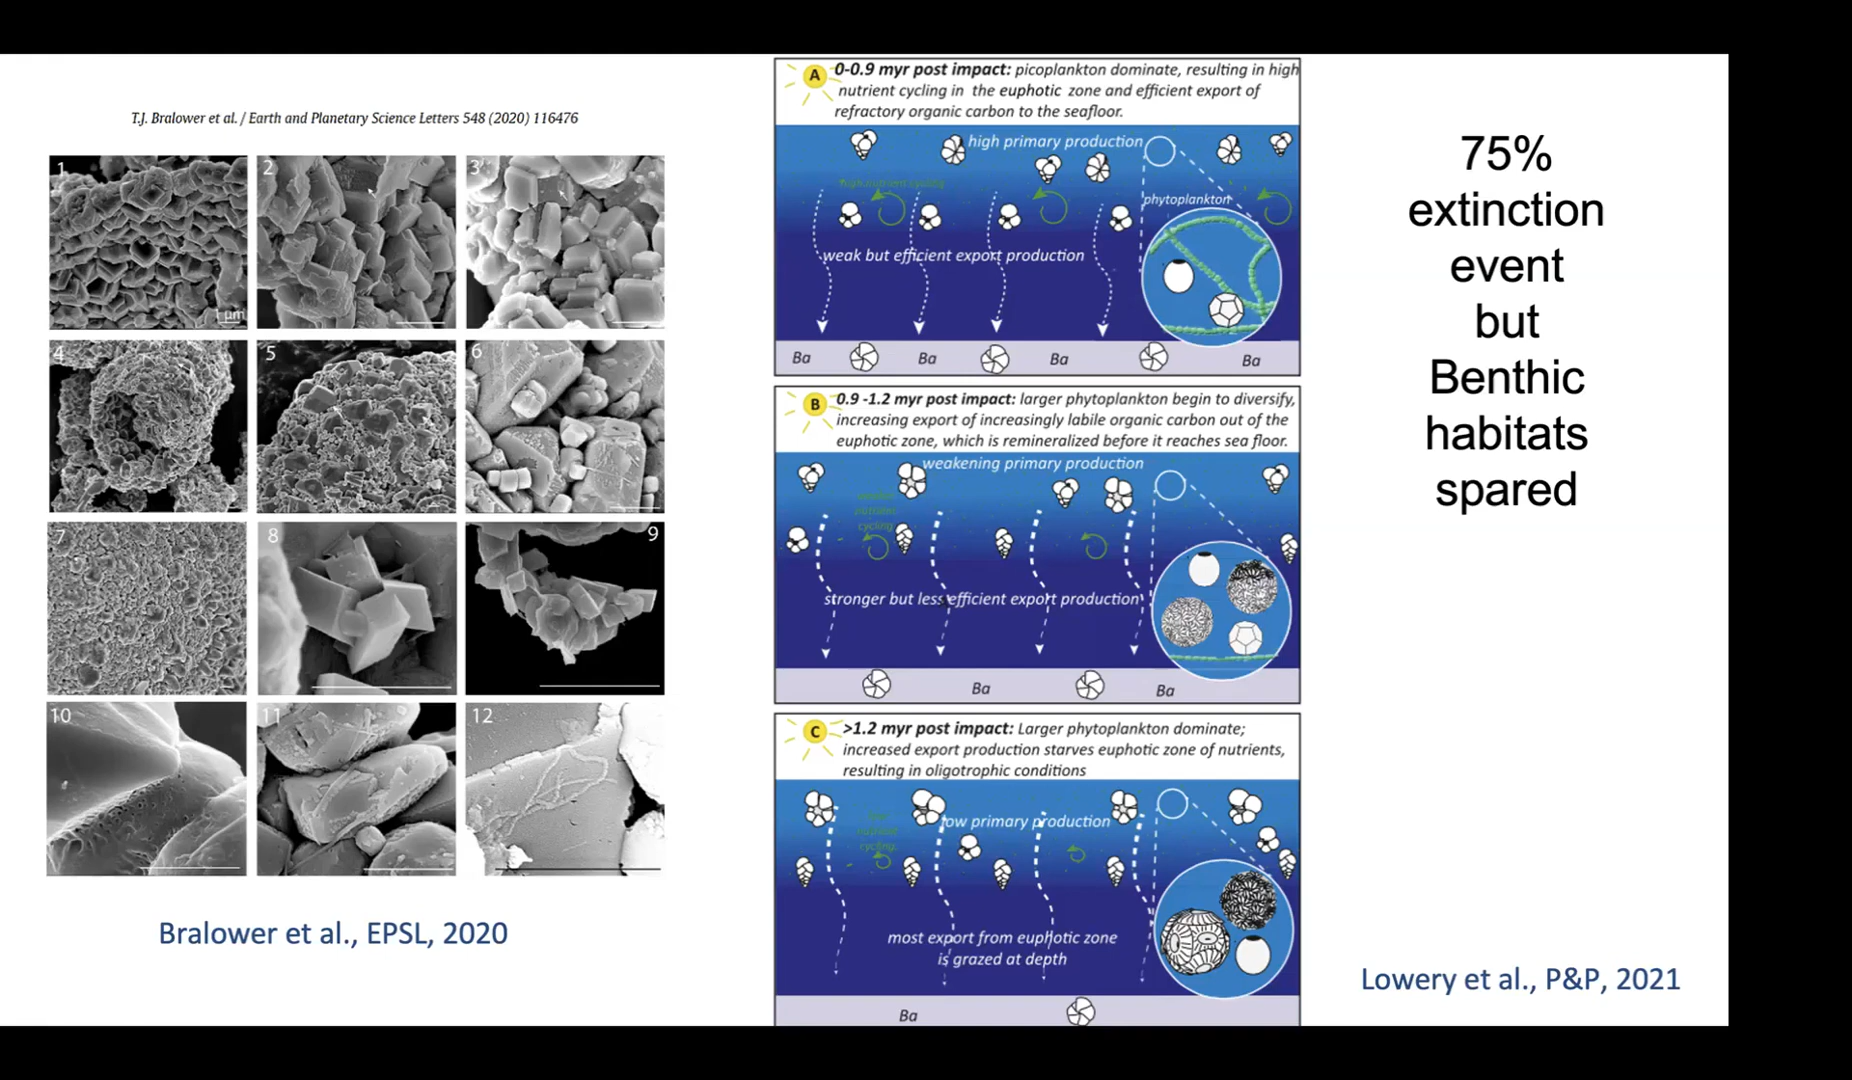 T.J. Bralower et al. / Earth and Planetary Science Letters 548 (2020) 116476
1
1 μm
2
3
4
5
6
7
8
9
10
11
12
Bralower et al., EPSL, 2020
A
0-0.9 myr post impact: picoplankton dominate, resulting in high
nutrient cycling in the euphotic zone and efficient export of
refractory organic carbon to the seafloor.
high primary production
high nutrient cycling
phytoplankton
weak but efficient export production
Ba Ba Ba Ba
B
0.9 -1.2 myr post impact: larger phytoplankton begin to diversify,
increasing export of increasingly labile organic carbon out of the
euphotic zone, which is remineralized before it reaches sea floor.
weakening primary production
nutrient
cycling
stronger but less efficient export production
Ba Ba
C
>1.2 myr post impact: Larger phytoplankton dominate;
increased export production starves euphotic zone of nutrients,
resulting in oligotrophic conditions
low primary production
nutrient
cycling
most export from euphotic zone
is grazed at depth
Ba
75%
extinction
event
but
Benthic
habitats
spared
Lowery et al., P&P, 2021